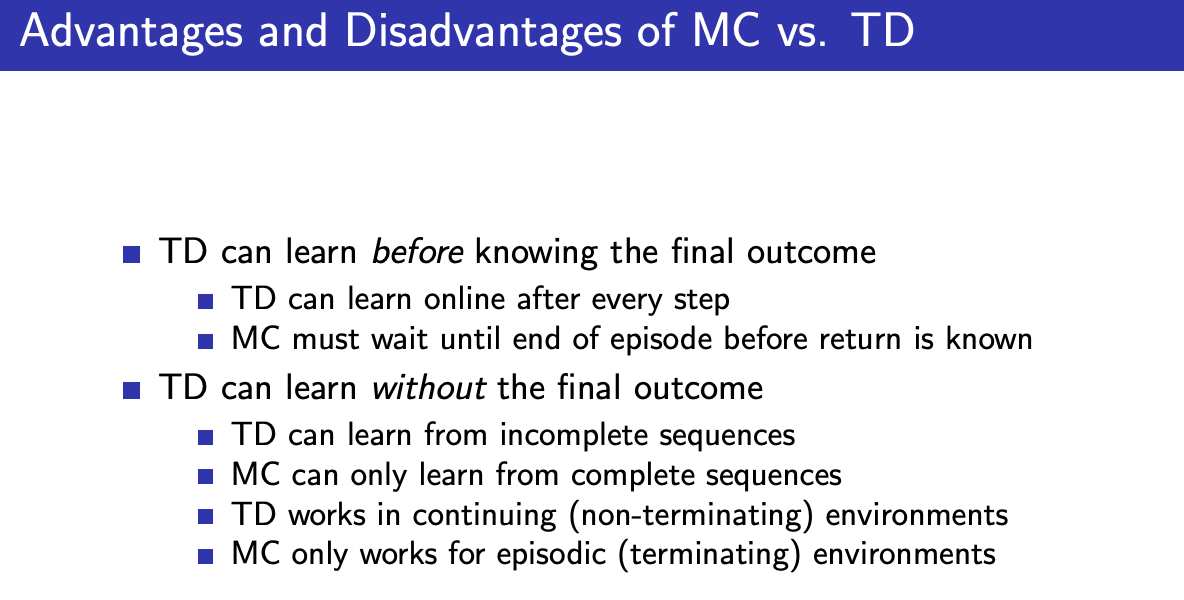 Advantages and Disadvantages of MC vs. TD
TD can learn before knowing the final outcome
TD can learn online after every step
MC must wait until end of episode before return is known
TD can learn without the final outcome
TD can learn from incomplete sequences
MC can only learn from complete sequences
TD works in continuing (non-terminating) environments
MC only works for episodic (terminating) environments